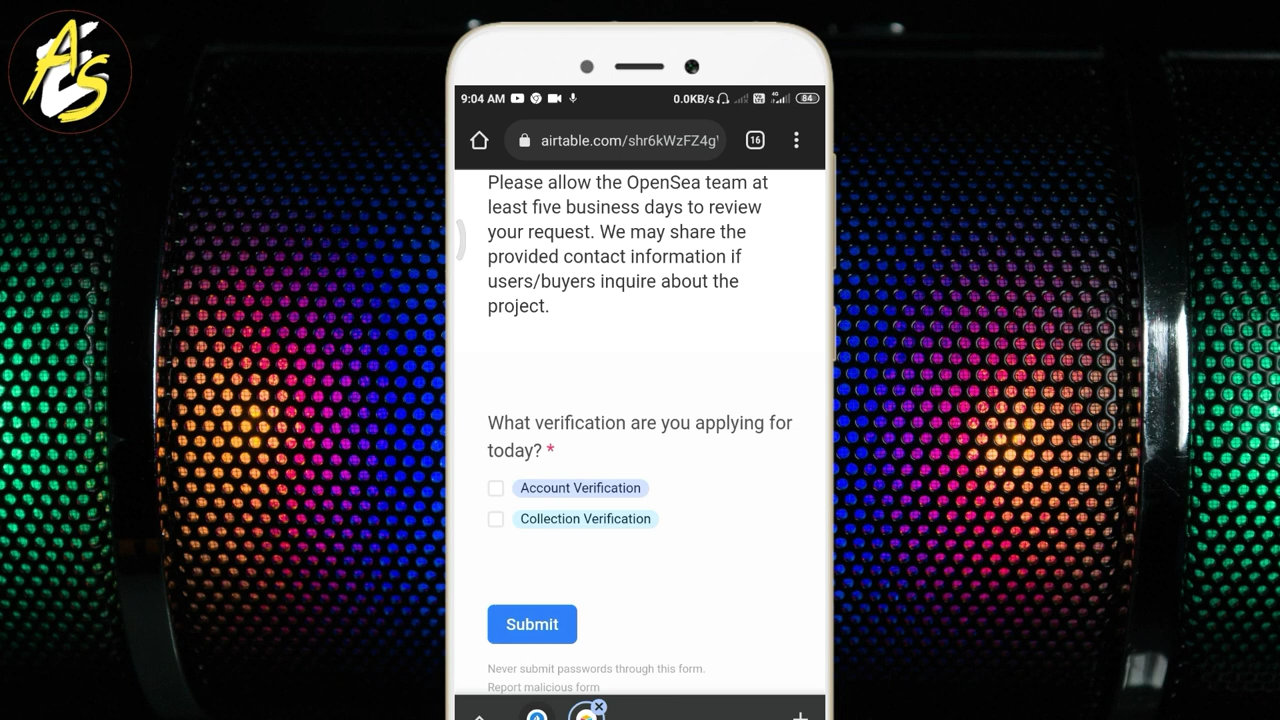 AS
9:04 AM 0.0KB/s 4G 84
airtable.com/shr6kWzFZ4g 16
Please allow the OpenSea team at
least five business days to review
your request. We may share the
provided contact information if
users/buyers inquire about the
project.
What verification are you applying for
today? *
Account Verification
Collection Verification
Submit
Never submit passwords through this form.
Report malicious form